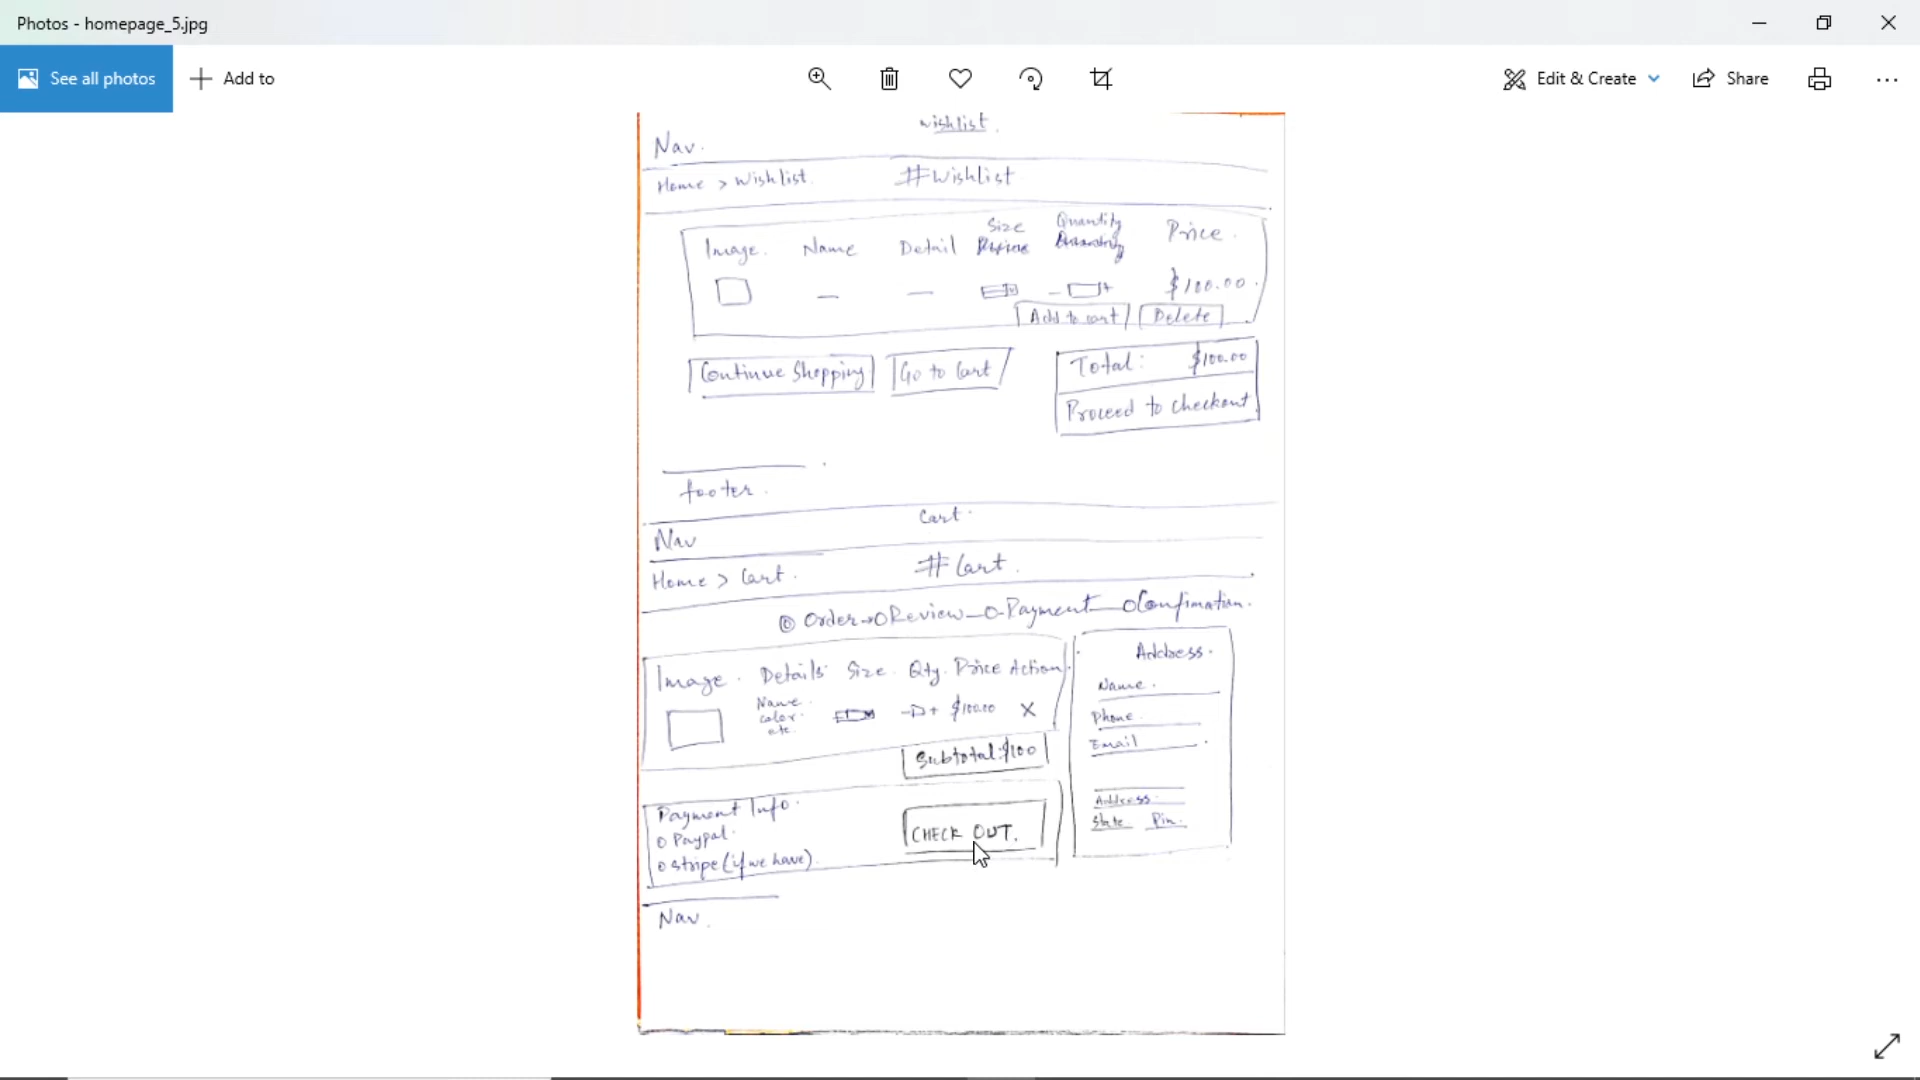 Photos - homepage_5.jpg
See all photos
Add to
Edit & Create
Share
wishlist.
Nav.
Home > Wishlist. #Wishlist
Image. Name Detail Size Quantity Price.
$100.00.
Add to cart Delete
Continue Shopping Go to Cart
Total: $100.00
Proceed to checkout
footer.
Cart.
Nav
Home > Cart. # Cart.
Order Review Payment Confimation.
Image. Details Size. Qty. Price Action
Name. color. etc. - + $100.00 X
Subtotal:$100
Address.
Name.
Phone.
Email
Address.
State Pin.
Payment Info.
o Paypal.
o stripe (if we have).
CHECK OUT.
Nav.